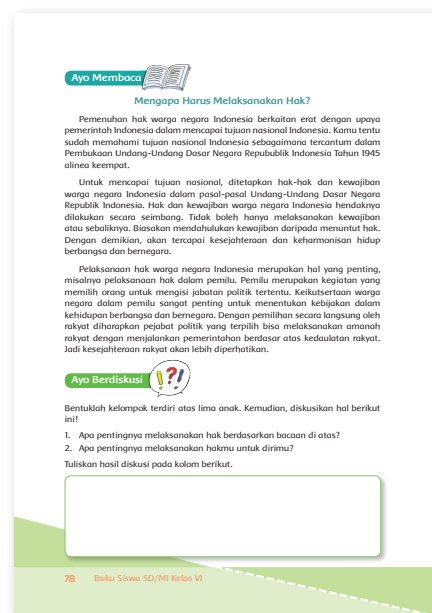 Ayo Membaca
Mengapa Harus Melaksanakan Hak?
Pemenuhan hak warga negara Indonesia berkaitan erat dengan upaya
pemerintah Indonesia dalam mencapai tujuan nasional Indonesia. Kamu tentu
sudah memahami tujuan nasional Indonesia sebagaimana tercantum dalam
Pembukaan Undang-Undang Dasar Negara Repubublik Indonesia Tahun 1945
alinea keempat.
Untuk mencapai tujuan nasional, ditetapkan hak-hak dan kewajiban
warga negara Indonesia dalam pasal-pasal Undang-Undang Dasar Negara
Republik Indonesia. Hak dan kewajiban warga negara Indonesia hendaknya
dilakukan secara seimbang. Tidak boleh hanya melaksanakan kewajiban
atau sebaliknya. Biasakan mendahulukan kewajiban daripada menuntut hak.
Dengan demikian, akan tercapai kesejahteraan dan keharmonisan hidup
berbangsa dan bernegara.
Pelaksanaan hak warga negara Indonesia merupakan hal yang penting,
misalnya pelaksanaan hak dalam pemilu. Pemilu merupakan kegiatan yang
memilih orang untuk mengisi jabatan politik tertentu. Keikutsertaan warga
negara dalam pemilu sangat penting untuk menentukan kebijakan dalam
kehidupan berbangsa dan bernegara. Dengan pemilihan secara langsung oleh
rakyat diharapkan pejabat politik yang terpilih bisa melaksanakan amanah
rakyat dengan menjalankan pemerintahan berdasar atas kedaulatan rakyat.
Jadi kesejahteraan rakyat akan lebih diperhatikan.
Ayo Berdiskusi
!?!
Bentuklah kelompok terdiri atas lima anak. Kemudian, diskusikan hal berikut
ini!
1. Apa pentingnya melaksanakan hak berdasarkan bacaan di atas?
2. Apa pentingnya melaksanakan hakmu untuk dirimu?
Tuliskan hasil diskusi pada kolom berikut.
78 Buku Siswa SD/MI Kelas VI